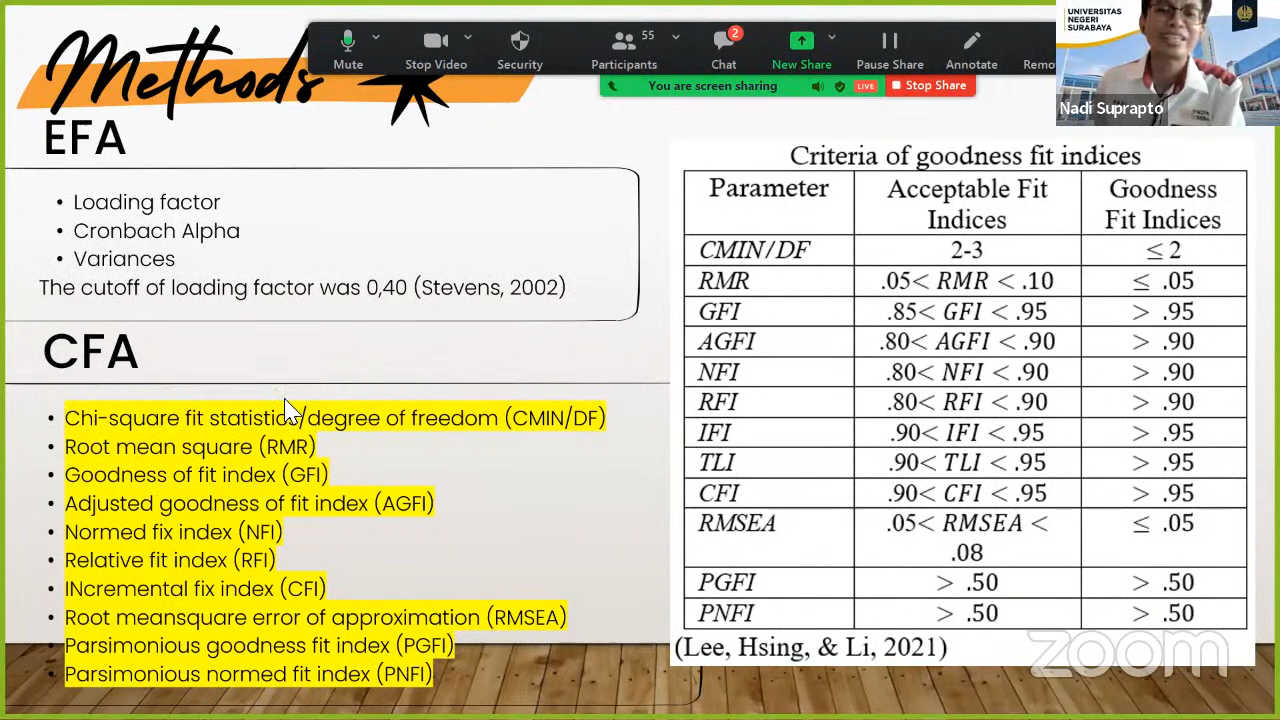 Methods
Mute
Stop Video
Security
Participants
55
Chat
2
New Share
Pause Share
Annotate
Remo
You are screen sharing
LIVE
Stop Share
UNIVERSITAS
NEGERI
SURABAYA
Nadi Suprapto
EFA
• Loading factor
• Cronbach Alpha
• Variances
The cutoff of loading factor was 0,40 (Stevens, 2002)
CFA
• Chi-square fit statistics/degree of freedom (CMIN/DF)
• Root mean square (RMR)
• Goodness of fit index (GFI)
• Adjusted goodness of fit index (AGFI)
• Normed fix index (NFI)
• Relative fit index (RFI)
• INcremental fix index (CFI)
• Root meansquare error of approximation (RMSEA)
• Parsimonious goodness fit index (PGFI)
• Parsimonious normed fit index (PNFI)
Criteria of goodness fit indices
Parameter Acceptable Fit Indices Goodness Fit Indices
CMIN/DF 2-3 ≤ 2
RMR .05< RMR < .10 ≤ .05
GFI .85< GFI < .95 > .95
AGFI .80< AGFI < .90 > .90
NFI .80< NFI < .90 > .90
RFI .80< RFI < .90 > .90
IFI .90< IFI < .95 > .95
TLI .90< TLI < .95 > .95
CFI .90< CFI < .95 > .95
RMSEA .05< RMSEA < .08 ≤ .05
PGFI > .50 > .50
PNFI > .50 > .50
(Lee, Hsing, & Li, 2021)
zoom